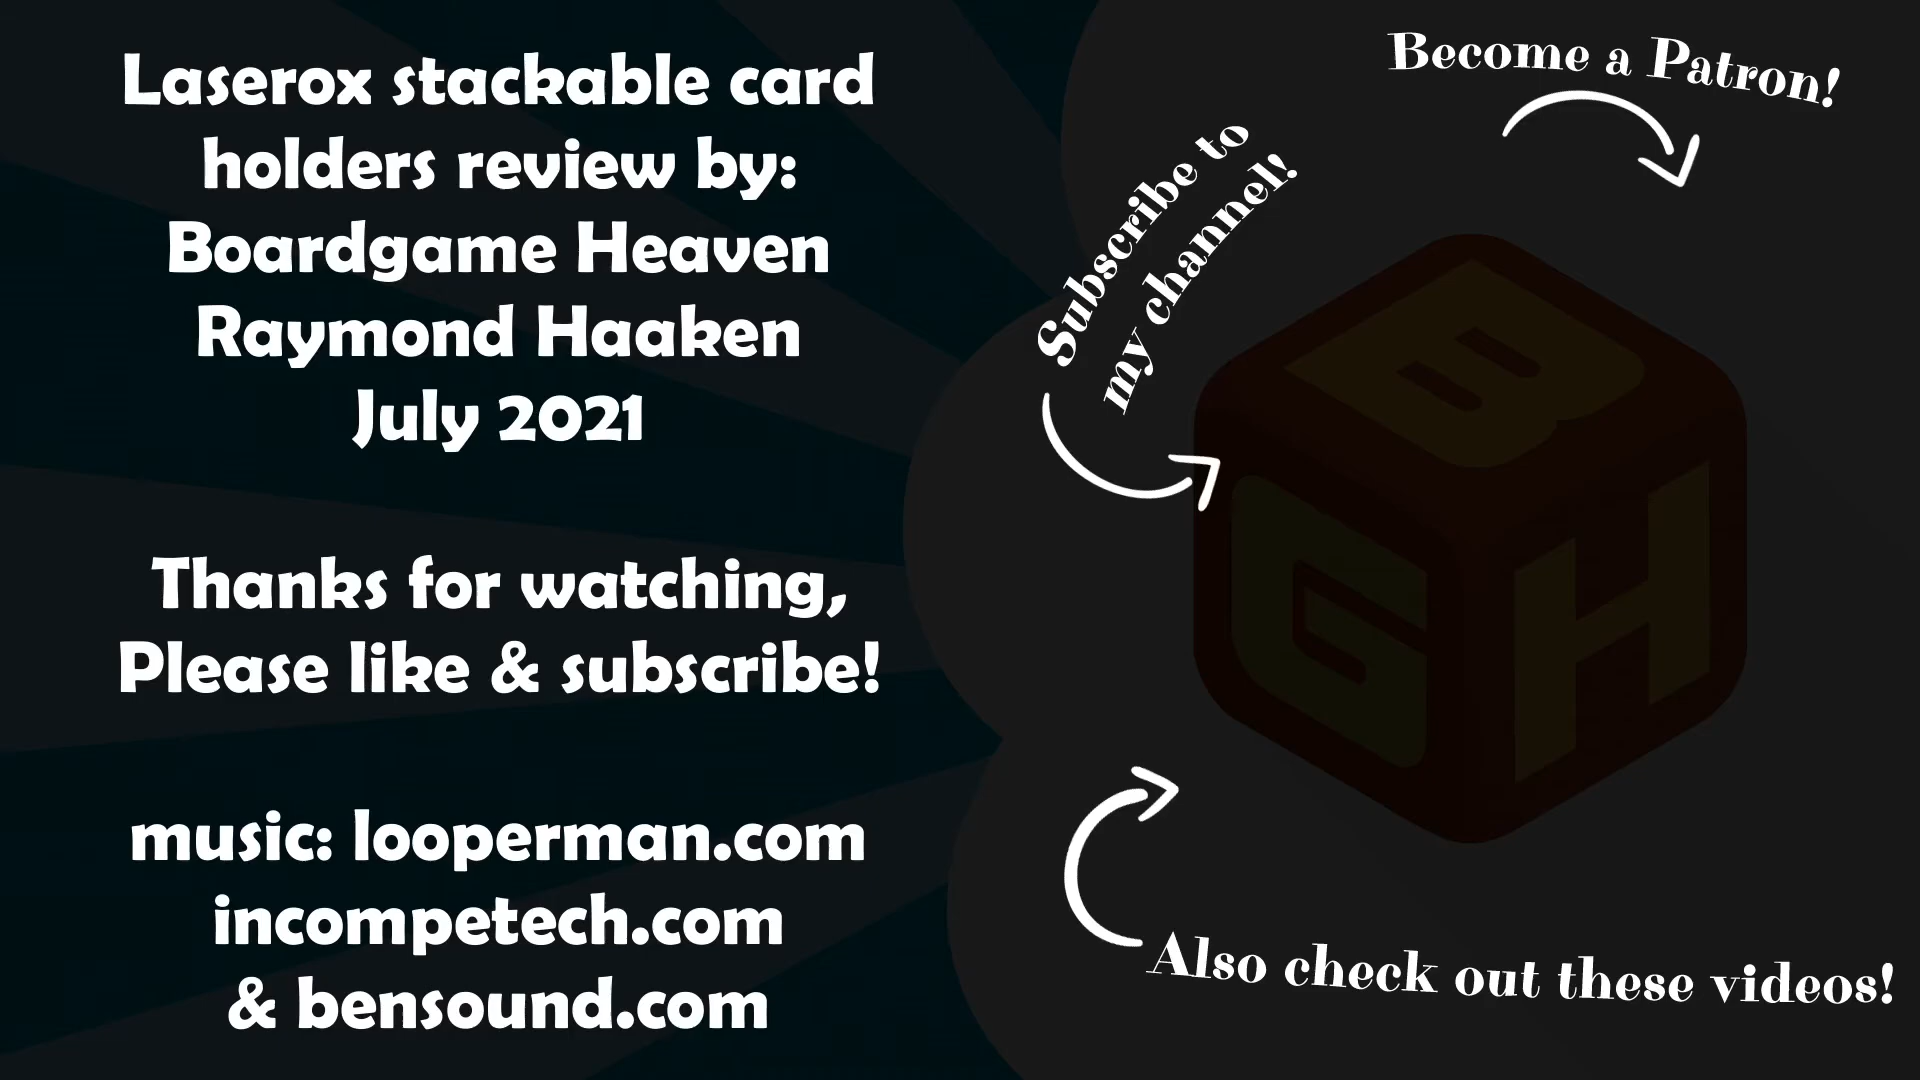 Laserox stackable card
holders review by:
Boardgame Heaven
Raymond Haaken
July 2021
Thanks for watching,
Please like & subscribe!
music: looperman.com
incompetech.com
& bensound.com
Become a Patron!
Subscribe to
my channel!
B
G
H
Also check out these videos!